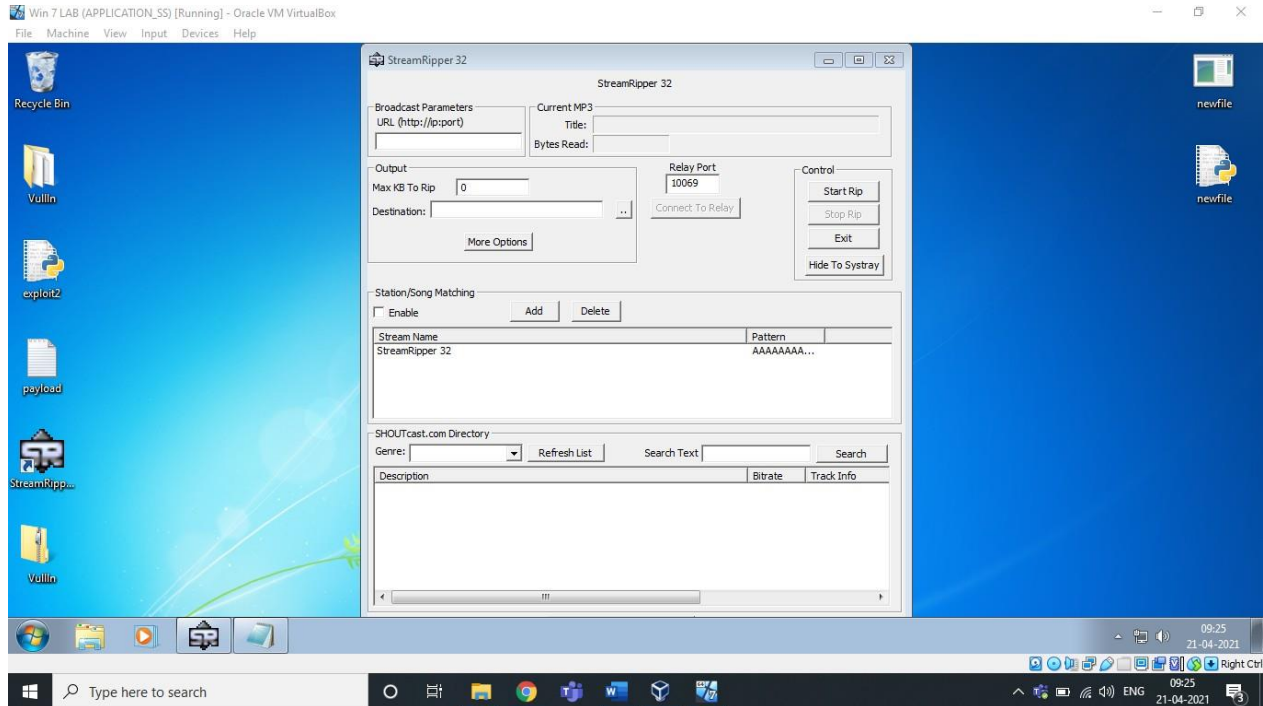 Win 7 LAB (APPLICATION_SS) [Running] - Oracle VM VirtualBox
File Machine View Input Devices Help
Recycle Bin
Vullln
exploit2
payload
StreamRipp...
Vullln
newfile
newfile
StreamRipper 32
StreamRipper 32
Broadcast Parameters
URL (http://ip:port)
Current MP3
Title:
Bytes Read:
Output
Max KB To Rip 0
Destination: ..
More Options
Relay Port
10069
Connect To Relay
Control
Start Rip
Stop Rip
Exit
Hide To Systray
Station/Song Matching
Enable Add Delete
Stream Name Pattern
StreamRipper 32 AAAAAAAA...
SHOUTcast.com Directory
Genre: Refresh List Search Text Search
Description Bitrate Track Info
09:25
21-04-2021
Right Ctrl
Type here to search
ENG
09:25
21-04-2021
3